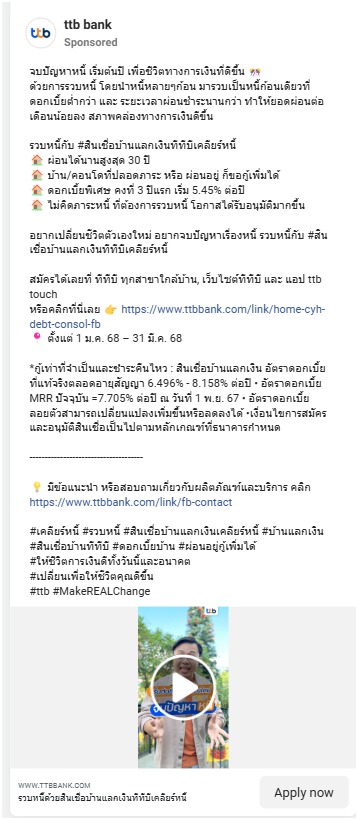 ttb bank
Sponsored
ttb
จบปัญหาหนี้ เริ่มต้นปี เพื่อชีวิตทางการเงินที่ดีขึ้น 🎊
ด้วยการรวบหนี้ โดยนำหนี้หลายๆก้อน มารวบเป็นหนี้ก้อนเดียวที่
ดอกเบี้ยต่ำกว่า และ ระยะเวลาผ่อนชำระนานกว่า ทำให้ยอดผ่อนต่อ
เดือนน้อยลง สภาพคล่องทางการเงินดีขึ้น
รวบหนี้กับ #สินเชื่อบ้านแลกเงินทีทีบีเคลียร์หนี้
🏠 ผ่อนได้นานสูงสุด 30 ปี
🏠 บ้าน/คอนโดที่ปลอดภาระ หรือ ผ่อนอยู่ ก็ขอกู้เพิ่มได้
🏠 ดอกเบี้ยพิเศษ คงที่ 3 ปีแรก เริ่ม 5.45% ต่อปี
🏠 ไม่คิดภาระหนี้ ที่ต้องการรวบหนี้ โอกาสได้รับอนุมัติมากขึ้น
อยากเปลี่ยนชีวิตตัวเองใหม่ อยากจบปัญหาเรื่องหนี้ รวบหนี้กับ #สิน
เชื่อบ้านแลกเงินทีทีบีเคลียร์หนี้
สมัครได้เลยที่ ทีทีบี ทุกสาขาใกล้บ้าน, เว็บไซต์ทีทีบี และ แอป ttb
touch
หรือคลิกที่นี่เลย 👉 https://www.ttbbank.com/link/home-cyh-
debt-consol-fb
📍 ตั้งแต่ 1 ม.ค. 68 – 31 มี.ค. 68
*กู้เท่าที่จำเป็นและชำระคืนไหว : สินเชื่อบ้านแลกเงิน อัตราดอกเบี้ย
ที่แท้จริงตลอดอายุสัญญา 6.496% - 8.158% ต่อปี • อัตราดอกเบี้ย
MRR ปัจจุบัน =7.705% ต่อปี ณ วันที่ 1 พ.ย. 67 • อัตราดอกเบี้ย
ลอยตัวสามารถเปลี่ยนแปลงเพิ่มขึ้นหรือลดลงได้ •เงื่อนไขการสมัคร
และอนุมัติสินเชื่อเป็นไปตามหลักเกณฑ์ที่ธนาคารกำหนด
------------------------------------
💡 มีข้อแนะนำ หรือสอบถามเกี่ยวกับผลิตภัณฑ์และบริการ คลิก
https://www.ttbbank.com/link/fb-contact
#เคลียร์หนี้ #รวบหนี้ #สินเชื่อบ้านแลกเงินเคลียร์หนี้ #บ้านแลกเงิน
#สินเชื่อบ้านทีทีบี #ดอกเบี้ยบ้าน #ผ่อนอยู่กู้เพิ่มได้
#ให้ชีวิตการเงินดีทั้งวันนี้และอนาคต
#เปลี่ยนเพื่อให้ชีวิตคุณดีขึ้น
#ttb #MakeREALChange
ttb
จบปัญหาหนี้
WWW.TTBBANK.COM
รวบหนี้ด้วยสินเชื่อบ้านแลกเงินทีทีบีเคลียร์หนี้
Apply now